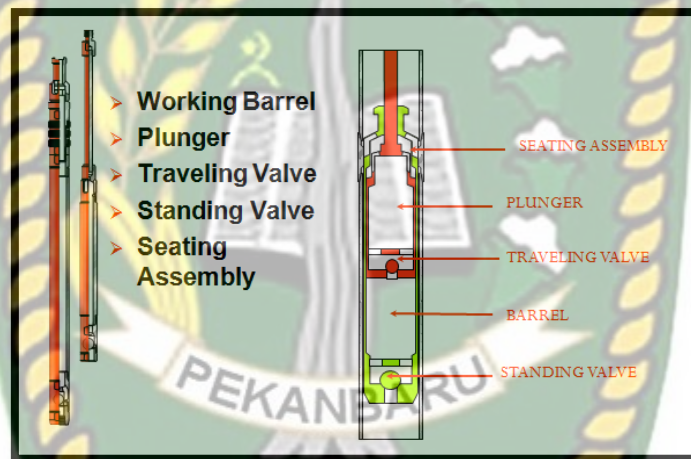 Working Barrel
Plunger
Traveling Valve
Standing Valve
Seating
Assembly
SEATING ASSEMBLY
PLUNGER
TRAVELING VALVE
BARREL
STANDING VALVE
PEKANBARU